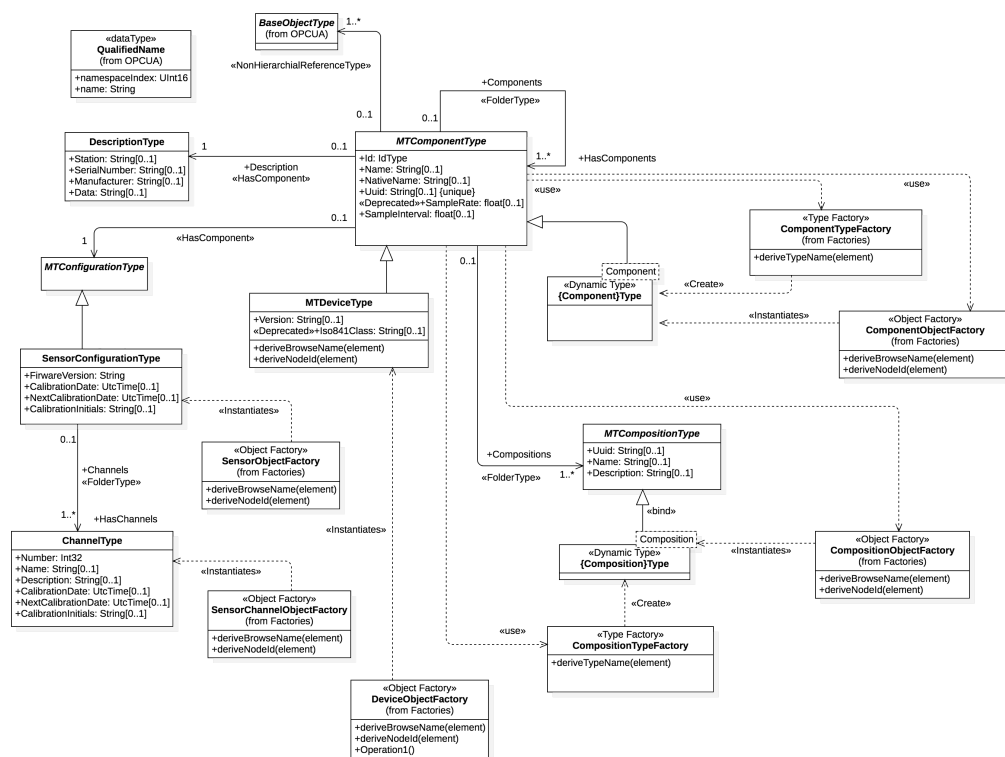 BaseObjectType
(from OPCUA)
1..*
«dataType»
QualifiedName
(from OPCUA)
+namespaceIndex: UInt16
+name: String
«NonHierarchialReferenceType»
0..1
+Components
«FolderType»
0..1
1..*
+HasComponents
DescriptionType
+Station: String[0..1]
+SerialNumber: String[0..1]
+Manufacturer: String[0..1]
+Data: String[0..1]
1
0..1
+Description
«HasComponent»
MTComponentType
+Id: IdType
+Name: String[0..1]
+NativeName: String[0..1]
+Uuid: String[0..1] {unique}
«Deprecated»+SampleRate: float[0..1]
+SampleInterval: float[0..1]
«use»
«use»
0..1
1
«HasComponent»
0..1
«Type Factory»
ComponentTypeFactory
(from Factories)
+deriveTypeName(element)
MTConfigurationType
Component
«Dynamic Type»
{Component}Type
«Create»
«Instantiates»
MTDeviceType
+Version: String[0..1]
«Deprecated»+Iso841Class: String[0..1]
+deriveBrowseName(element)
+deriveNodeId(element)
«Object Factory»
ComponentObjectFactory
(from Factories)
+deriveBrowseName(element)
+deriveNodeId(element)
SensorConfigurationType
+FirwareVersion: String
+CalibrationDate: UtcTime[0..1]
+NextCalibrationDate: UtcTime[0..1]
+CalibrationInitials: String[0..1]
«Instantiates»
«use»
0..1
+Channels
«FolderType»
1..*
+HasChannels
«Object Factory»
SensorObjectFactory
(from Factories)
+deriveBrowseName(element)
+deriveNodeId(element)
MTCompositionType
+Uuid: String[0..1]
+Name: String[0..1]
+Description: String[0..1]
+Compositions
«FolderType»
1..*
«bind»
Composition
«Dynamic Type»
{Composition}Type
«Instantiates»
«Object Factory»
CompositionObjectFactory
(from Factories)
+deriveBrowseName(element)
+deriveNodeId(element)
«Instantiates»
ChannelType
+Number: Int32
+Name: String[0..1]
+Description: String[0..1]
+CalibrationDate: UtcTime[0..1]
+NextCalibrationDate: UtcTime[0..1]
+CalibrationInitials: String[0..1]
«Instantiates»
«Object Factory»
SensorChannelObjectFactory
(from Factories)
+deriveBrowseName(element)
+deriveNodeId(element)
«Create»
«use»
«Type Factory»
CompositionTypeFactory
+deriveTypeName(element)
«Object Factory»
DeviceObjectFactory
(from Factories)
+deriveBrowseName(element)
+deriveNodeId(element)
+Operation1()